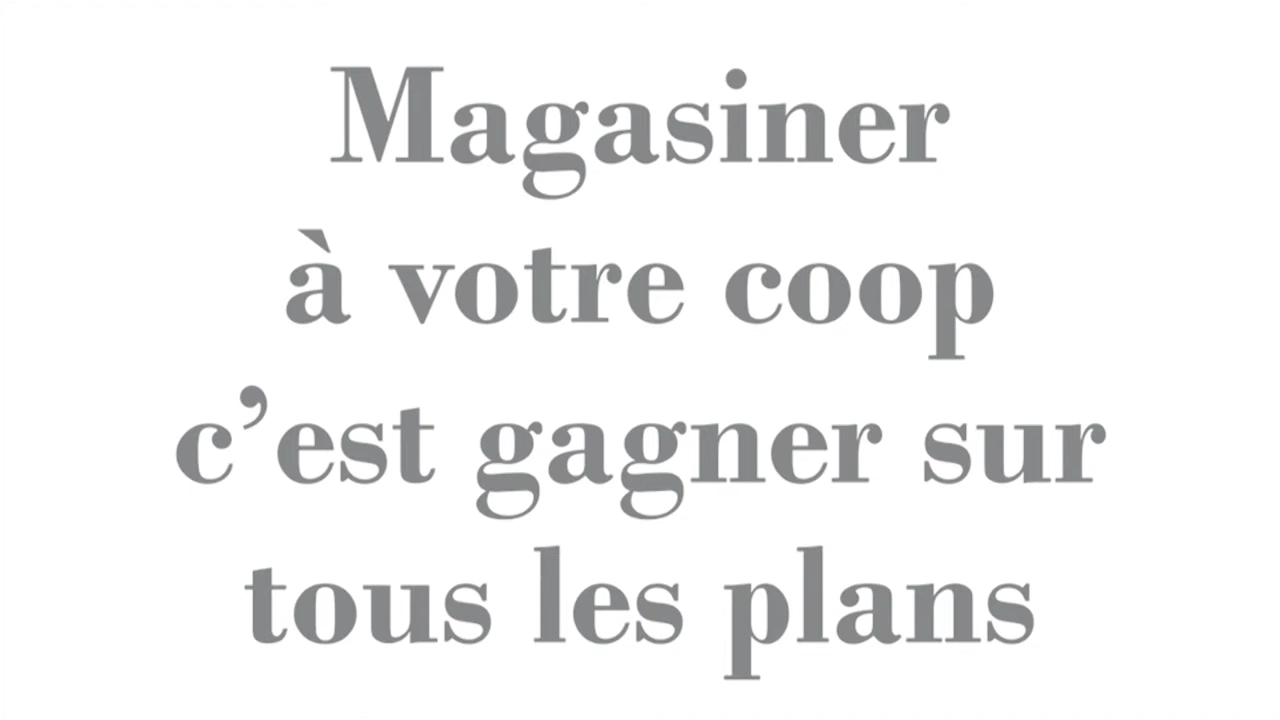 Magasiner
à votre coop
c’est gagner sur
tous les plans